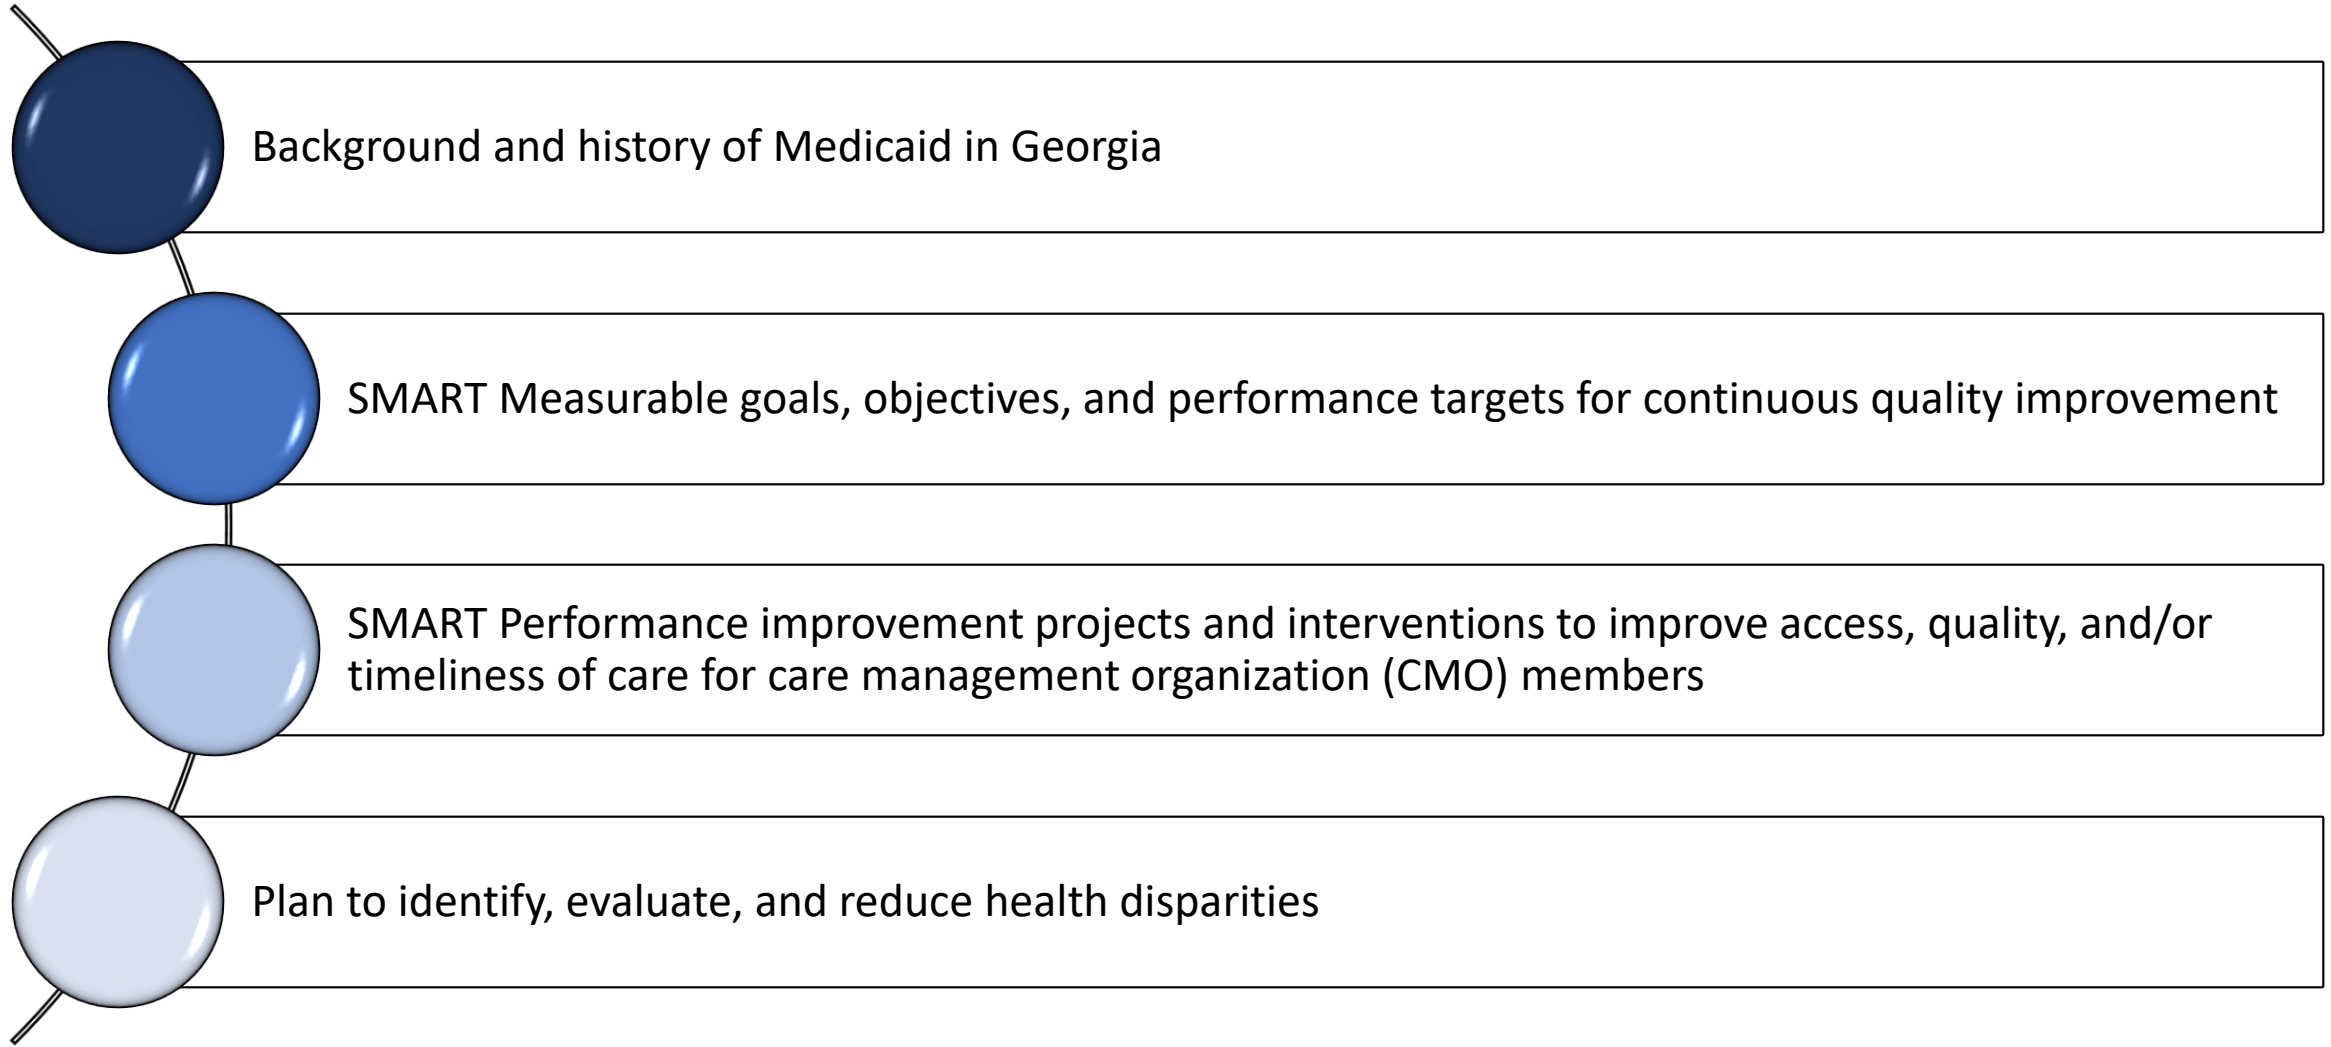 Background and history of Medicaid in Georgia
SMART Measurable goals, objectives, and performance targets for continuous quality improvement
SMART Performance improvement projects and interventions to improve access, quality, and/or
timeliness of care for care management organization (CMO) members
Plan to identify, evaluate, and reduce health disparities